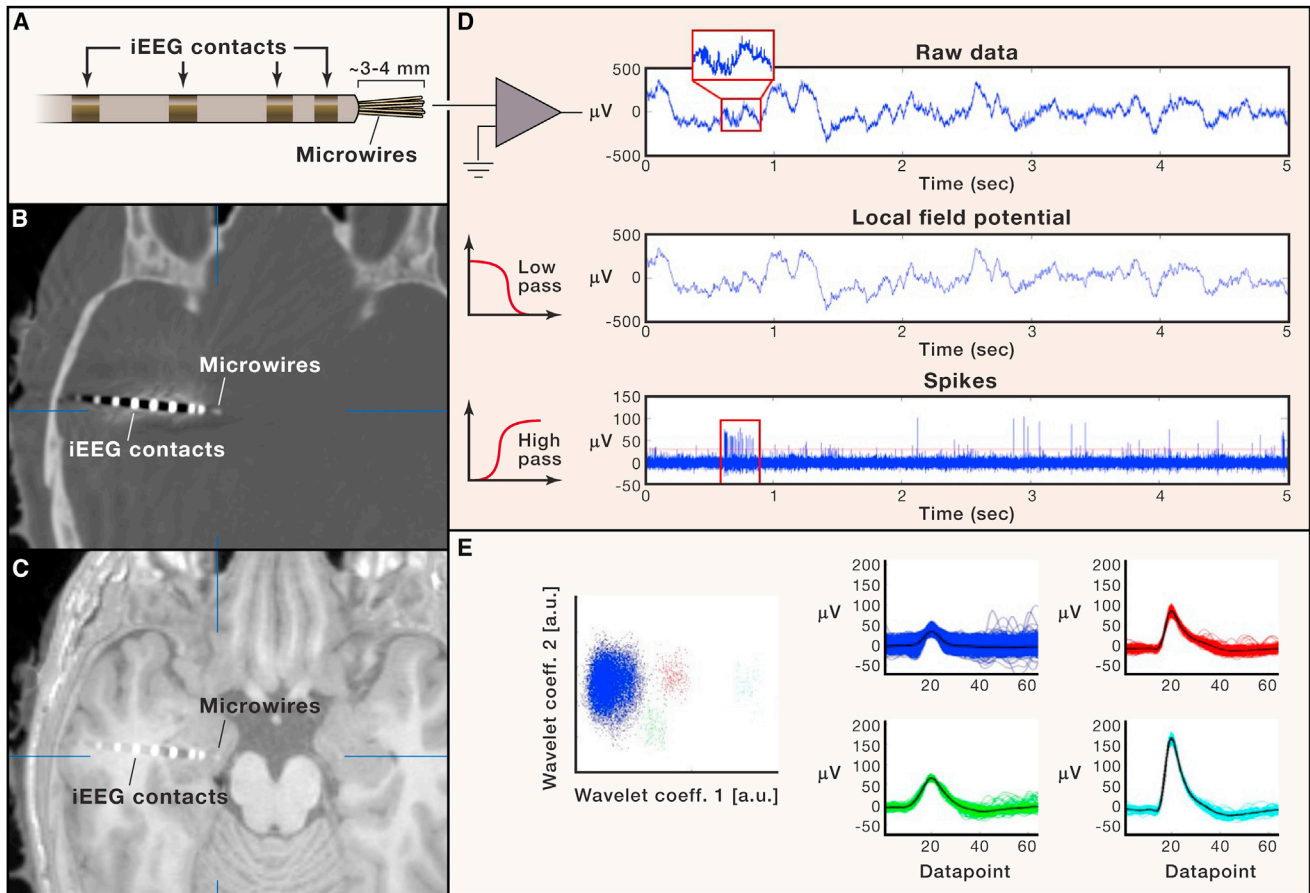 A
iEEG contacts
~3-4 mm
Microwires
B
Microwires
iEEG contacts
C
Microwires
iEEG contacts
D
Raw data
500
μV
0
-500
0
1
2
3
4
5
Time (sec)
Local field potential
Low
pass
500
μV
0
-500
0
1
2
3
4
5
Time (sec)
Spikes
High
pass
150
100
μV
50
0
-50
0
1
2
3
4
5
Time (sec)
E
Wavelet coeff. 2 [a.u.]
Wavelet coeff. 1 [a.u.]
200
150
μV
100
50
0
-50
20
40
60
200
150
μV
100
50
0
-50
20
40
60
200
150
μV
100
50
0
-50
20
40
60
Datapoint
200
150
μV
100
50
0
-50
20
40
60
Datapoint